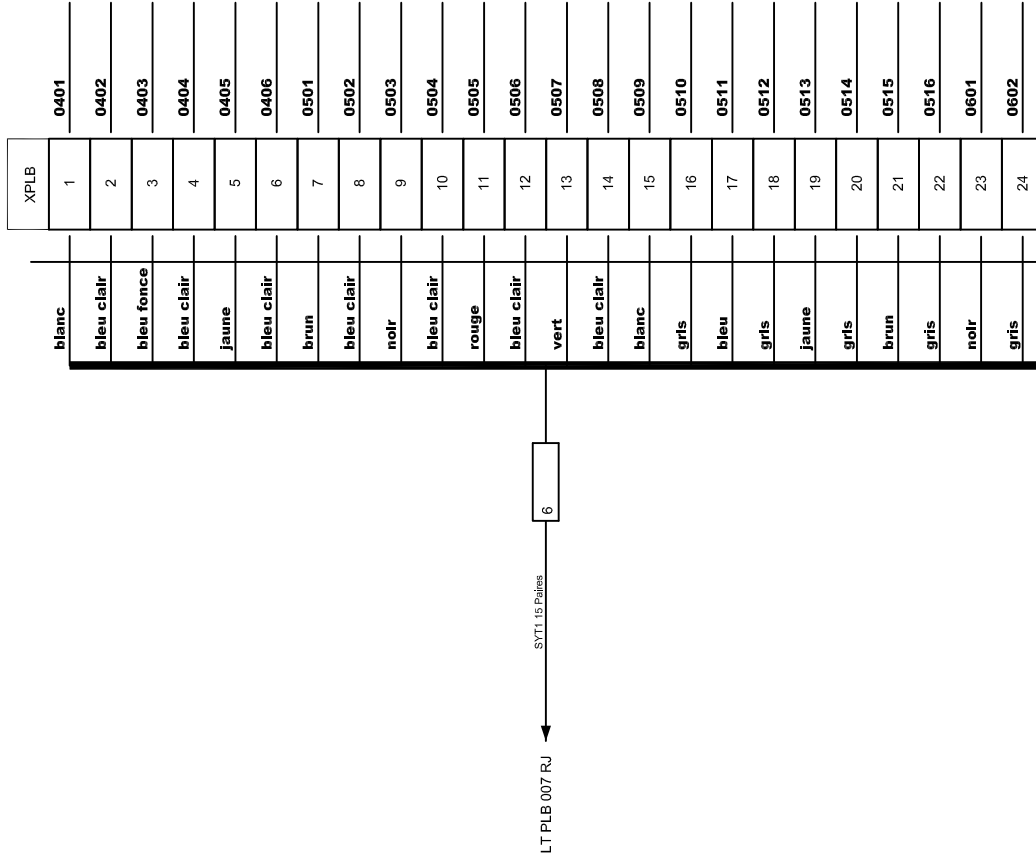 XPLB
0401
0402
0403
0404
0405
0406
0501
0502
0503
0504
0505
0506
0507
0508
0509
0510
0511
0512
0513
0514
0515
0516
0601
0602
1
2
3
4
5
6
7
8
9
10
11
12
13
14
15
16
17
18
19
20
21
22
23
24
blanc
bleu clair
bleu fonce
bleu clair
jaune
bleu clair
brun
bleu clair
noir
bleu clair
rouge
bleu clair
vert
bleu clair
blanc
gris
bleu
gris
jaune
gris
brun
gris
noir
gris
6
SYT1 15 Paires
LT PLB 007 RJ